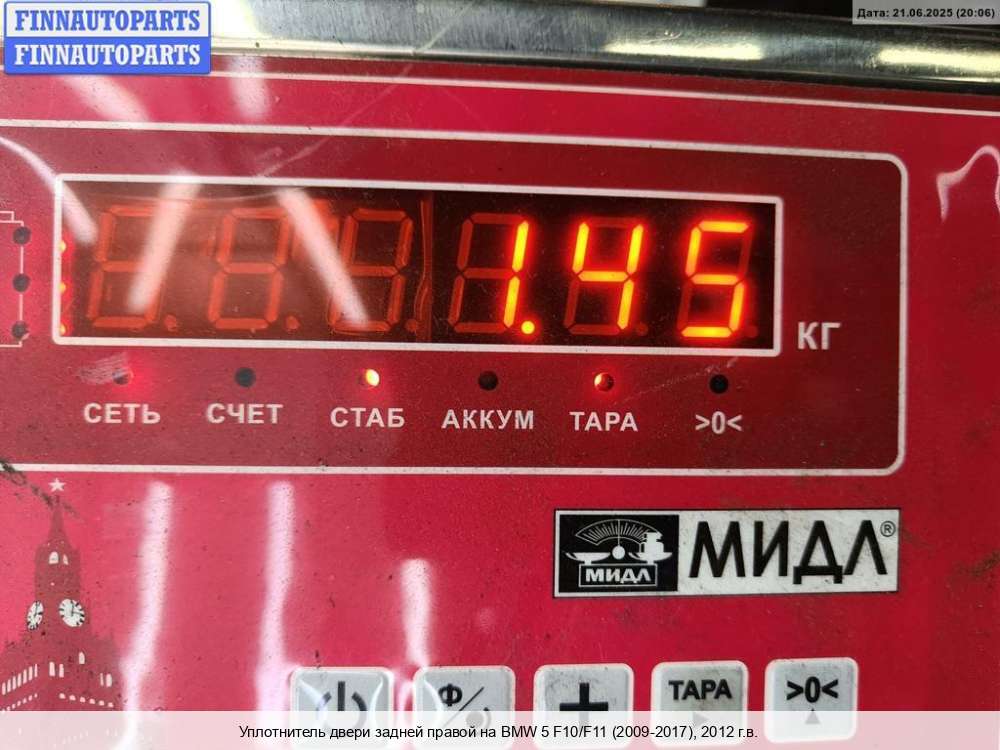 FINNAUTOPARTS
FINNAUTOPARTS
Дата: 21.06.2025 (20:06)
1.45
КГ
СЕТЬ СЧЕТ СТАБ АККУМ ТАРА >0<
МИДЛ МИДЛ®
Ф/ + ТАРА >0<
Уплотнитель двери задней правой на BMW 5 F10/F11 (2009-2017), 2012 г.в.